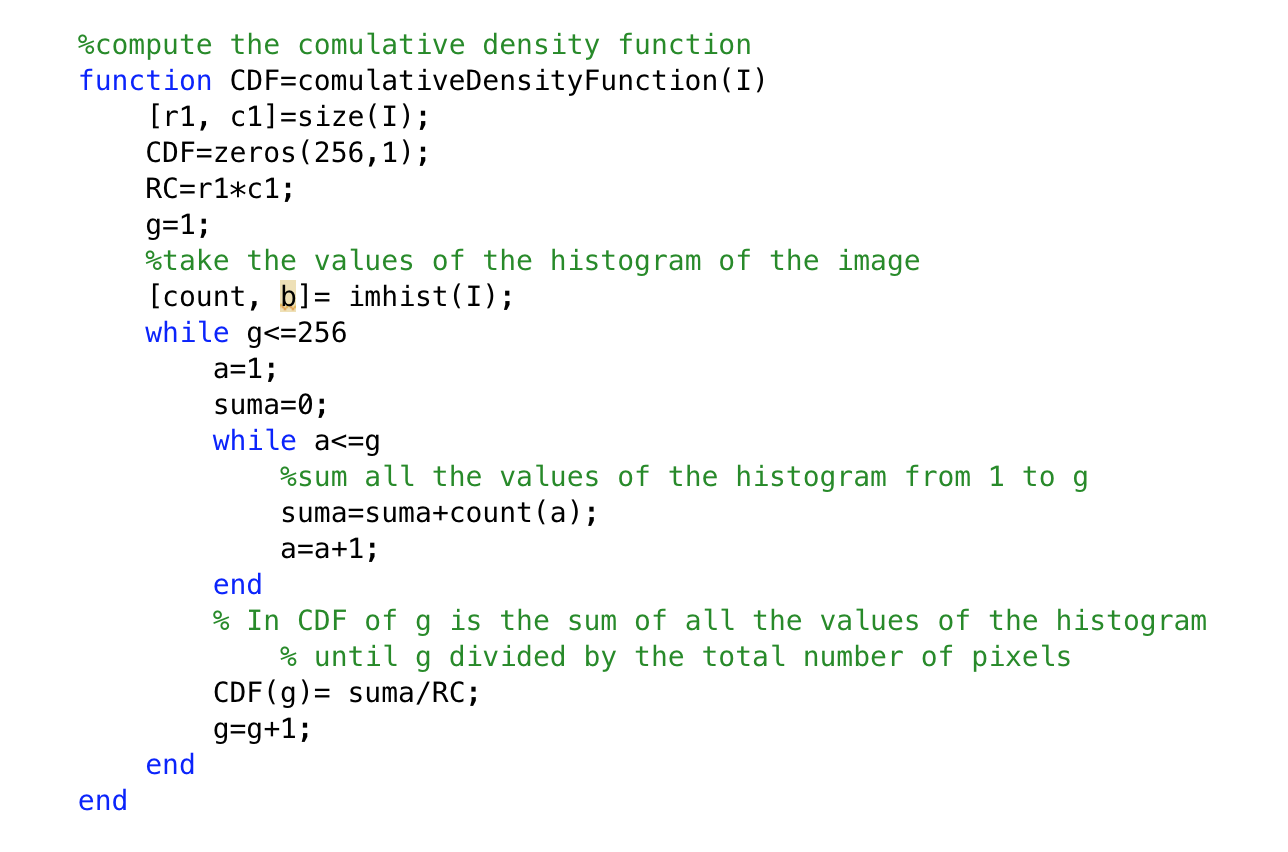 %compute the comulative density function
function CDF=comulativeDensityFunction(I)
    [r1, c1]=size(I);
    CDF=zeros(256,1);
    RC=r1*c1;
    g=1;
    %take the values of the histogram of the image
    [count, b]= imhist(I);
    while g<=256
        a=1;
        suma=0;
        while a<=g
            %sum all the values of the histogram from 1 to g
            suma=suma+count(a);
            a=a+1;
        end
        % In CDF of g is the sum of all the values of the histogram
            % until g divided by the total number of pixels
        CDF(g)= suma/RC;
        g=g+1;
    end
end